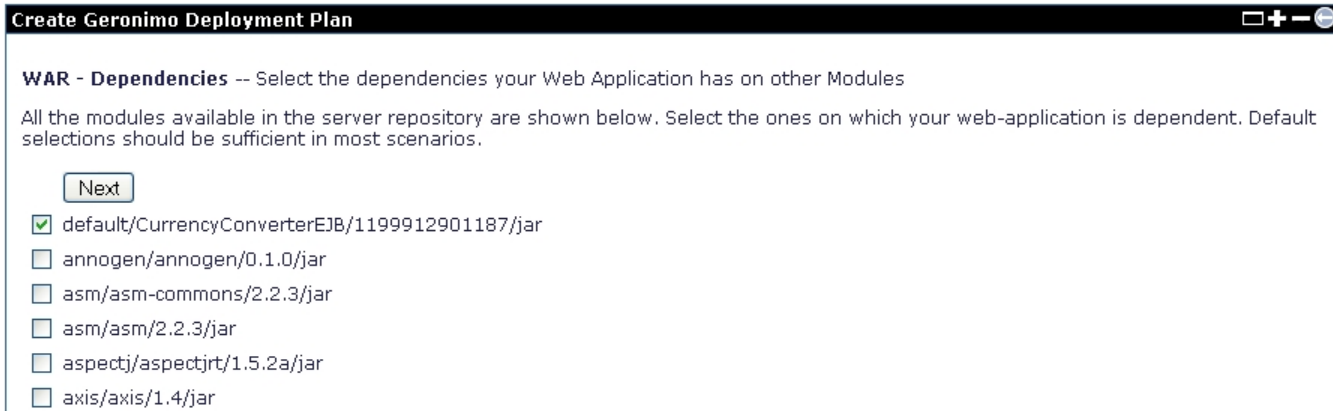 Create Geronimo Deployment Plan
WAR - Dependencies -- Select the dependencies your Web Application has on other Modules
All the modules available in the server repository are shown below. Select the ones on which your web-application is dependent. Default
selections should be sufficient in most scenarios.
Next
default/CurrencyConverterEJB/1199912901187/jar
annogen/annogen/0.1.0/jar
asm/asm-commons/2.2.3/jar
asm/asm/2.2.3/jar
aspectj/aspectjrt/1.5.2a/jar
axis/axis/1.4/jar